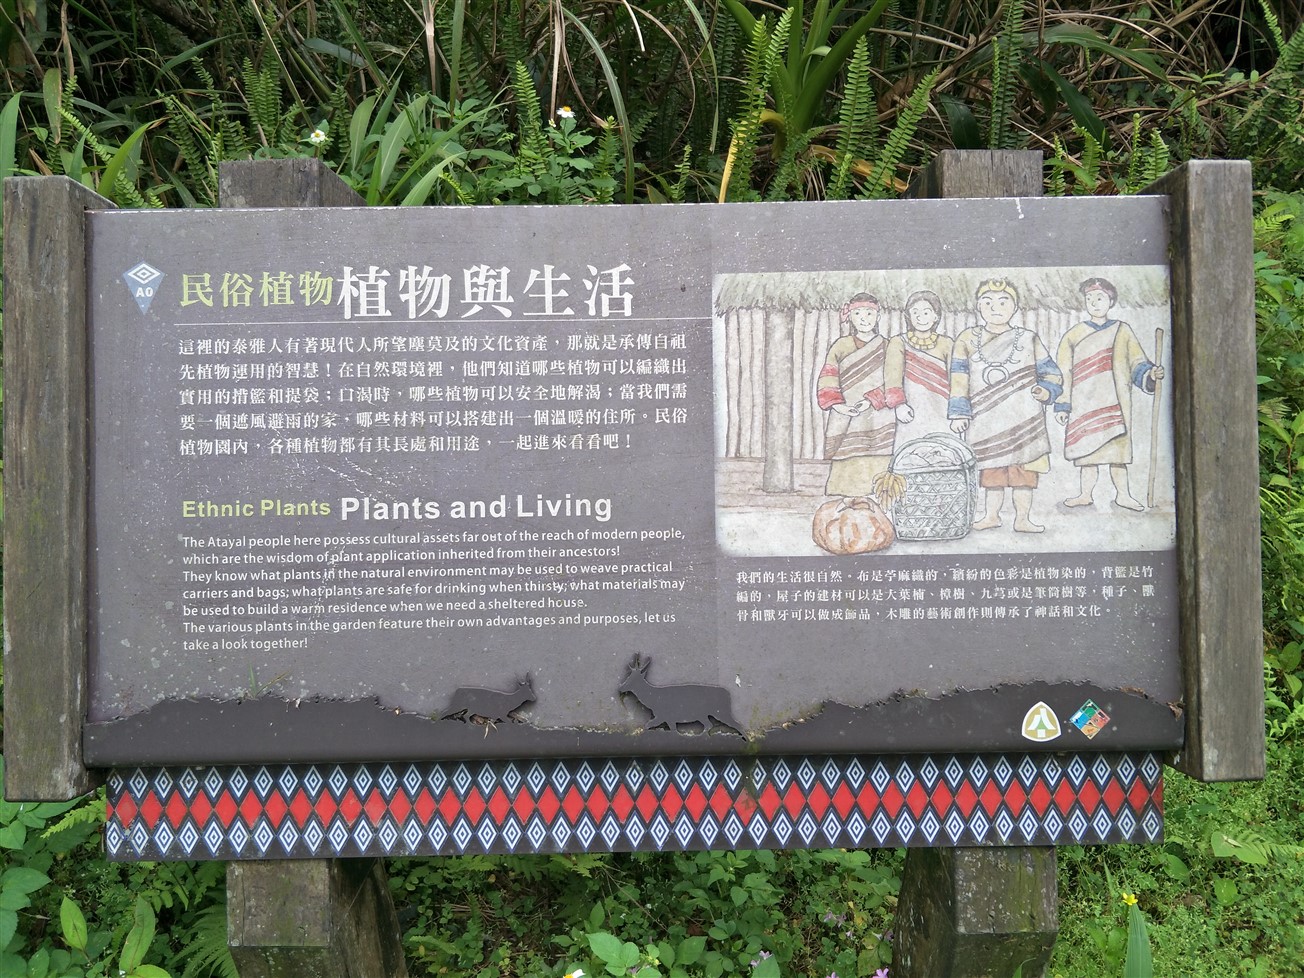 A0
民俗植物 植物與生活
這裡的泰雅人有著現代人所望塵莫及的文化資產，那就是承傳自祖
先植物運用的智慧！在自然環境裡，他們知道哪些植物可以編織出
實用的揹籃和提袋；口渴時，哪些植物可以安全地解渴；當我們需
要一個遮風避雨的家，哪些材料可以搭建出一個溫暖的住所。民俗
植物園內，各種植物都有其長處和用途，一起進來看看吧！
Ethnic Plants Plants and Living
The Atayal people here possess cultural assets far out of the reach of modern people,
which are the wisdom of plant application inherited from their ancestors!
They know what plants in the natural environment may be used to weave practical
carriers and bags; what plants are safe for drinking when thirsty; what materials may
be used to build a warm residence when we need a sheltered house.
The various plants in the garden feature their own advantages and purposes, let us
take a look together!
我們的生活很自然。布是苧麻織的，繽紛的色彩是植物染的，背籃是竹
編的，屋子的建材可以是大葉楠、樟樹、九芎或是筆筒樹等，種子、獸
骨和獸牙可以做成飾品，木雕的藝術創作則傳承了神話和文化。